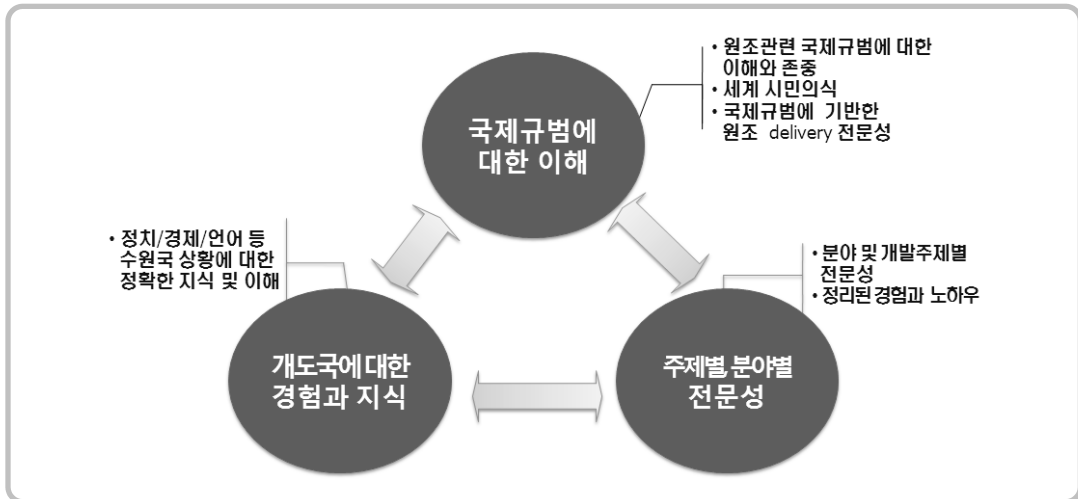 • 원조관련 국제규범에 대한
이해와 존중
• 세계 시민의식
• 국제규범에 기반한
원조 delivery 전문성
국제규범에
대한 이해
• 정치/경제/언어 등
수원국 상황에 대한
정확한 지식 및 이해
• 분야 및 개발주제별
전문성
• 정리된 경험과 노하우
개도국에 대한
경험과 지식
주제별, 분야별
전문성